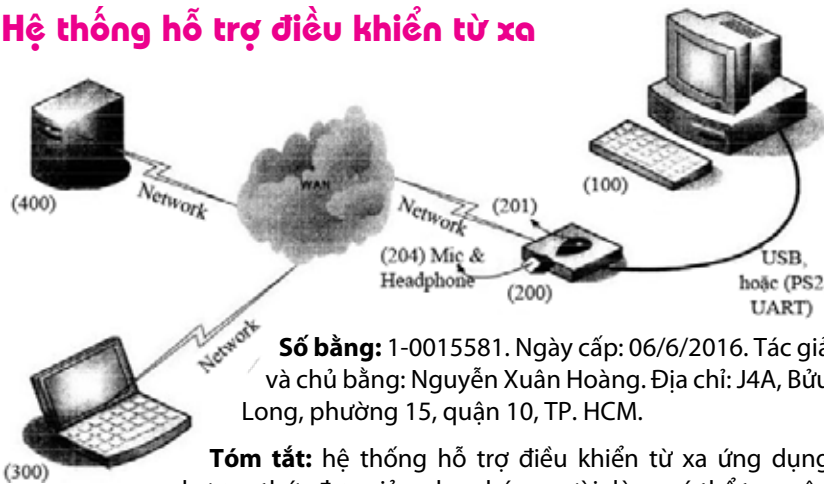 Hệ thống hỗ trợ điều khiển từ xa
(400)
Network
WAN
Network
(201)
(100)
(204) Mic &
Headphone
(200)
USB,
hoặc (PS2
UART)
Network
(300)
Số bằng: 1-0015581. Ngày cấp: 06/6/2016. Tác giả
và chủ bằng: Nguyễn Xuân Hoàng. Địa chỉ: J4A, Bửu
Long, phường 15, quận 10, TP. HCM.
Tóm tắt: hệ thống hỗ trợ điều khiển từ xa ứng dụng